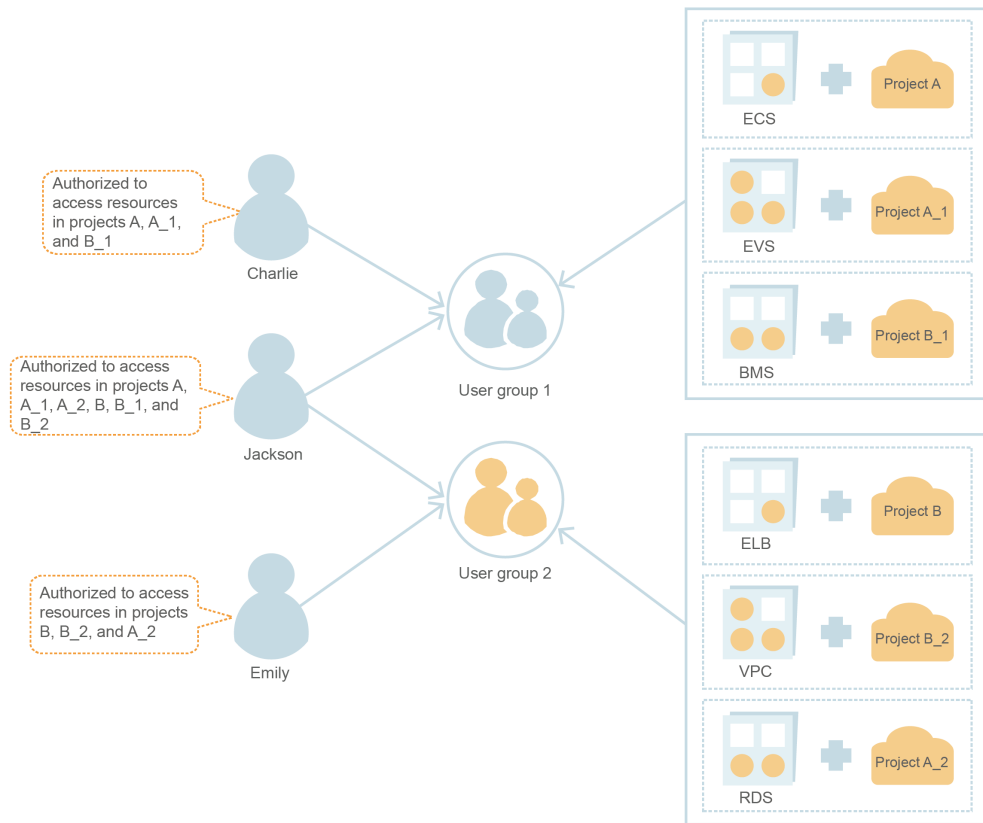 Authorized to
access resources
in projects A, A_1,
and B_1
Charlie
Authorized to access
resources in projects A,
A_1, A_2, B, B_1, and
B_2
Jackson
Authorized to access
resources in projects
B, B_2, and A_2
Emily
User group 1
User group 2
ECS
Project A
EVS
Project A_1
BMS
Project B_1
ELB
Project B
VPC
Project B_2
RDS
Project A_2